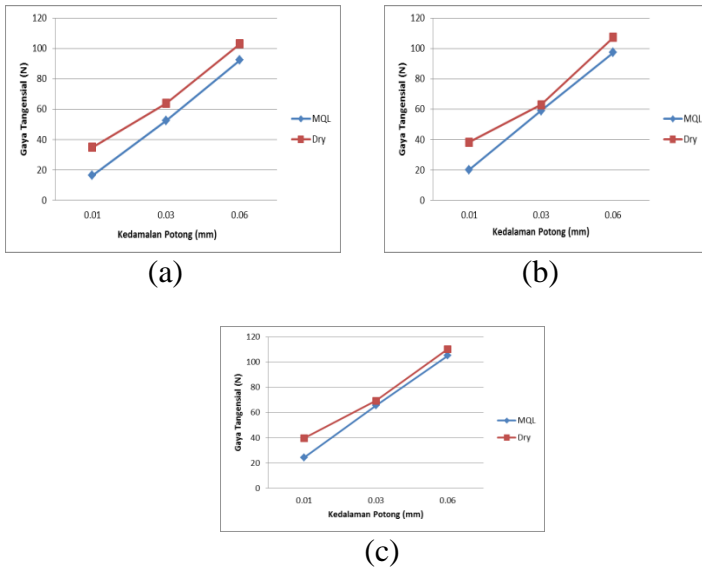 120
100
80
60
40
20
0
Gaya Tangensial (N)
0.01 0.03 0.06
Kedamalan Potong (mm)
MQL
Dry
(a)
120
100
80
60
40
20
0
Gaya Tangensial (N)
0.01 0.03 0.06
Kedalaman Potong (mm)
MQL
Dry
(b)
120
100
80
60
40
20
0
Gaya Tangensial (N)
0.01 0.03 0.06
Kedalaman Potong (mm)
MQL
Dry
(c)